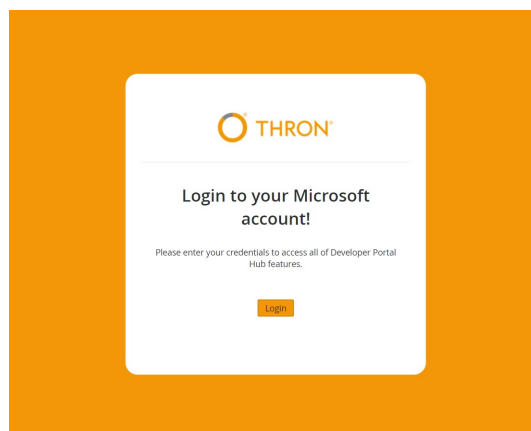 THRON®
Login to your Microsoft
account!
Please enter your credentials to access all of Developer Portal
Hub features.
Login